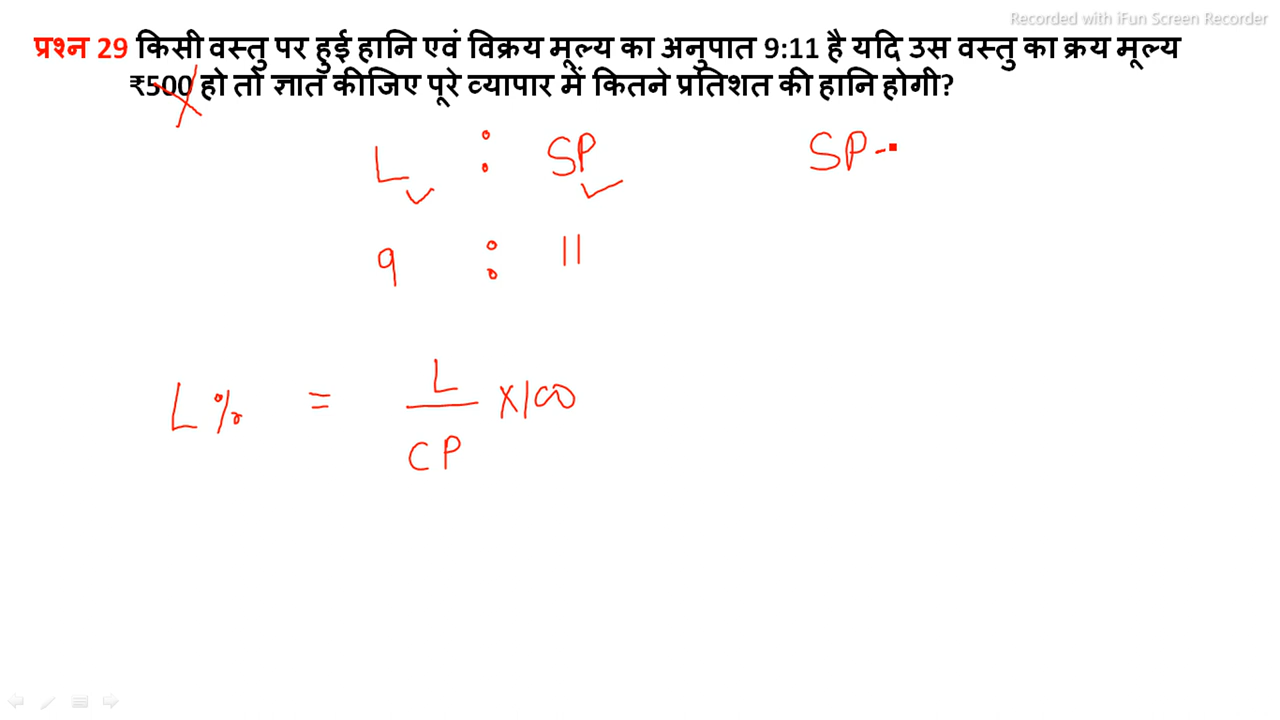 Recorded with iFun Screen Recorder
प्रश्न 29 किसी वस्तु पर हुई हानि एवं विक्रय मूल्य का अनुपात 9:11 है यदि उस वस्तु का क्रय मूल्य
₹500 हो तो ज्ञात कीजिए पूरे व्यापार में कितने प्रतिशत की हानि होगी?
L : SP SP -
9 : 11
L % = L / CP X100